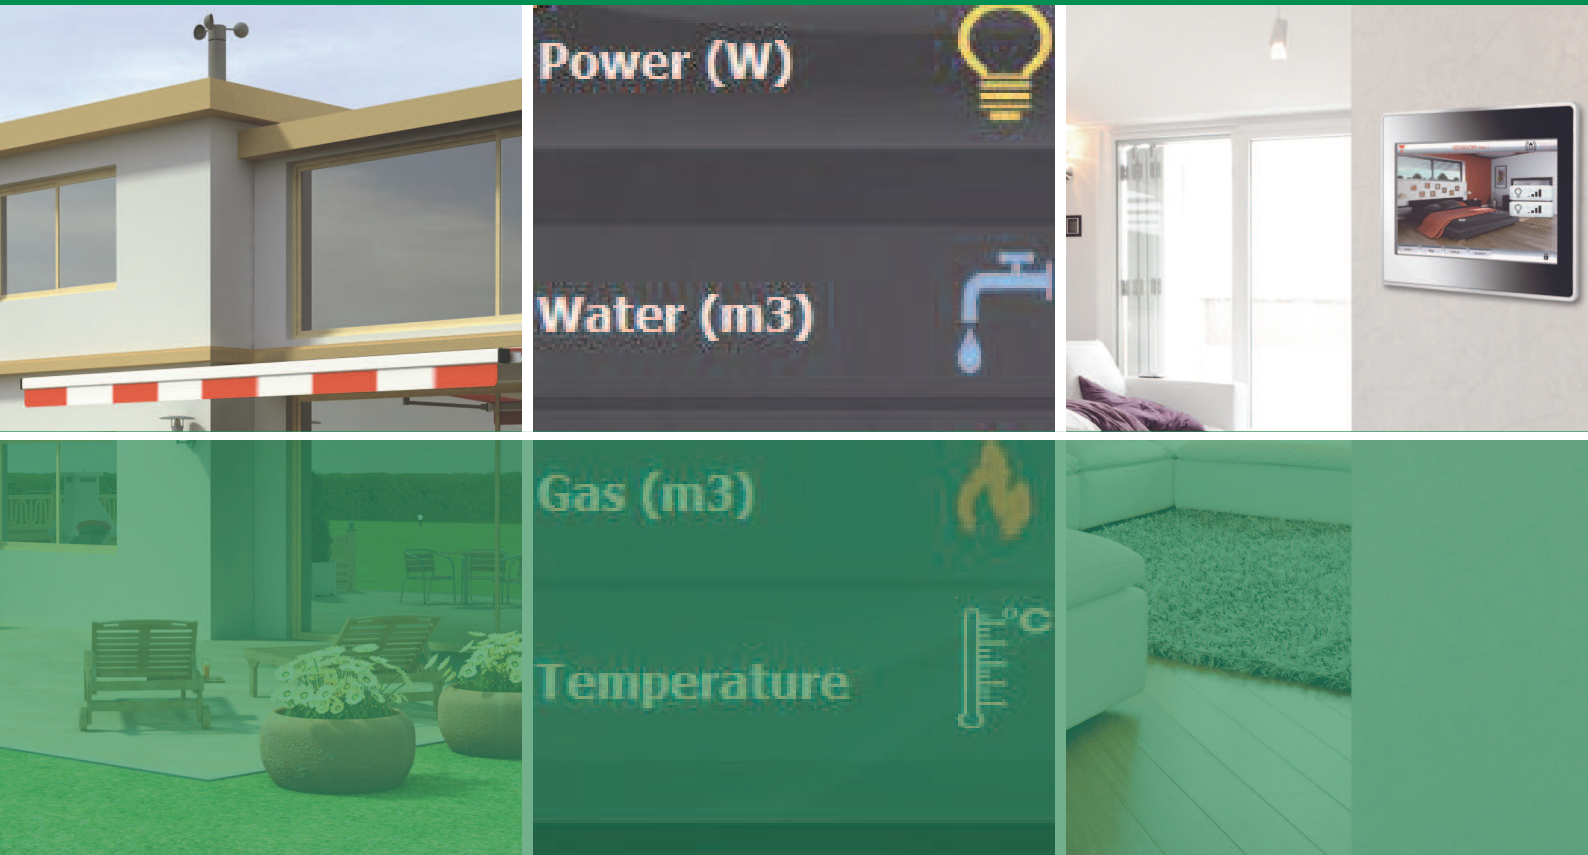 Power (W)
Water (m3)
Gas (m3)
°C
Temperature